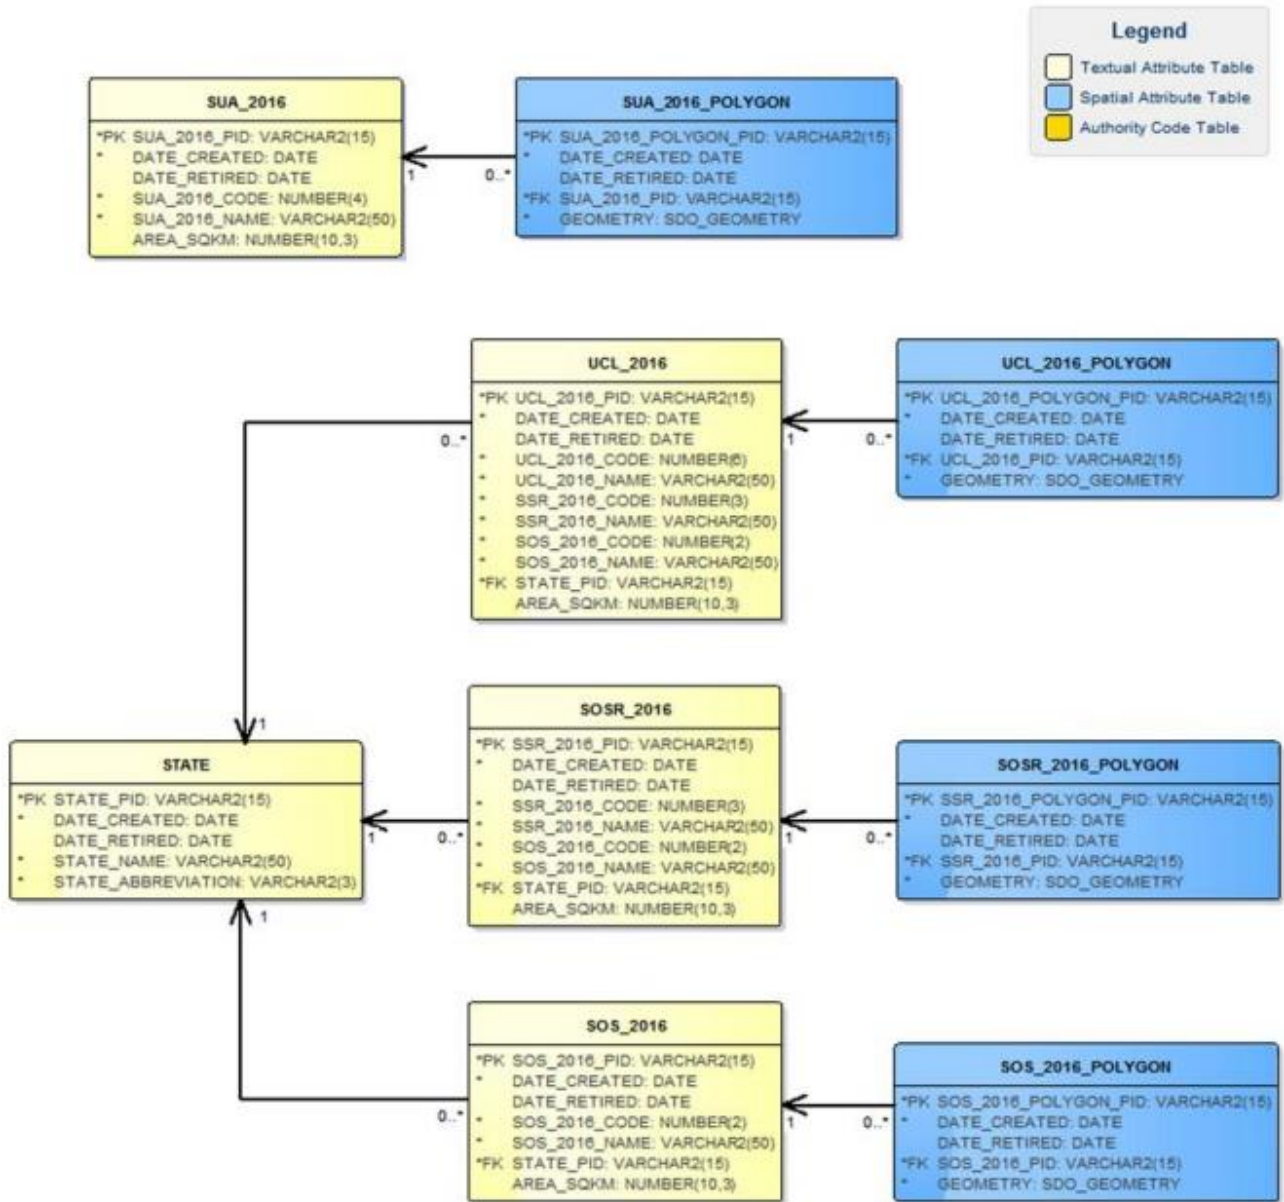 Legend
Textual Attribute Table
Spatial Attribute Table
Authority Code Table
SUA_2016
*PK SUA_2016_PID: VARCHAR2(15)
* DATE_CREATED: DATE
DATE_RETIRED: DATE
* SUA_2016_CODE: NUMBER(4)
* SUA_2016_NAME: VARCHAR2(50)
AREA_SQKM: NUMBER(10,3)
1
0..*
SUA_2016_POLYGON
*PK SUA_2016_POLYGON_PID: VARCHAR2(15)
* DATE_CREATED: DATE
DATE_RETIRED: DATE
*FK SUA_2016_PID: VARCHAR2(15)
* GEOMETRY: SDO_GEOMETRY
UCL_2016
*PK UCL_2016_PID: VARCHAR2(15)
* DATE_CREATED: DATE
DATE_RETIRED: DATE
* UCL_2016_CODE: NUMBER(6)
* UCL_2016_NAME: VARCHAR2(50)
* SSR_2016_CODE: NUMBER(3)
* SSR_2016_NAME: VARCHAR2(50)
* SOS_2016_CODE: NUMBER(2)
* SOS_2016_NAME: VARCHAR2(50)
*FK STATE_PID: VARCHAR2(15)
AREA_SQKM: NUMBER(10,3)
0..*
1
1
0..*
UCL_2016_POLYGON
*PK UCL_2016_POLYGON_PID: VARCHAR2(15)
* DATE_CREATED: DATE
DATE_RETIRED: DATE
*FK UCL_2016_PID: VARCHAR2(15)
* GEOMETRY: SDO_GEOMETRY
STATE
*PK STATE_PID: VARCHAR2(15)
* DATE_CREATED: DATE
DATE_RETIRED: DATE
* STATE_NAME: VARCHAR2(50)
* STATE_ABBREVIATION: VARCHAR2(3)
1
0..*
SOSR_2016
*PK SSR_2016_PID: VARCHAR2(15)
* DATE_CREATED: DATE
DATE_RETIRED: DATE
* SSR_2016_CODE: NUMBER(3)
* SSR_2016_NAME: VARCHAR2(50)
* SOS_2016_CODE: NUMBER(2)
* SOS_2016_NAME: VARCHAR2(50)
*FK STATE_PID: VARCHAR2(15)
AREA_SQKM: NUMBER(10,3)
1
0..*
SOSR_2016_POLYGON
*PK SSR_2016_POLYGON_PID: VARCHAR2(15)
* DATE_CREATED: DATE
DATE_RETIRED: DATE
*FK SSR_2016_PID: VARCHAR2(15)
* GEOMETRY: SDO_GEOMETRY
1
0..*
SOS_2016
*PK SOS_2016_PID: VARCHAR2(15)
* DATE_CREATED: DATE
DATE_RETIRED: DATE
* SOS_2016_CODE: NUMBER(2)
* SOS_2016_NAME: VARCHAR2(50)
*FK STATE_PID: VARCHAR2(15)
AREA_SQKM: NUMBER(10,3)
1
0..*
SOS_2016_POLYGON
*PK SOS_2016_POLYGON_PID: VARCHAR2(15)
* DATE_CREATED: DATE
DATE_RETIRED: DATE
*FK SOS_2016_PID: VARCHAR2(15)
* GEOMETRY: SDO_GEOMETRY